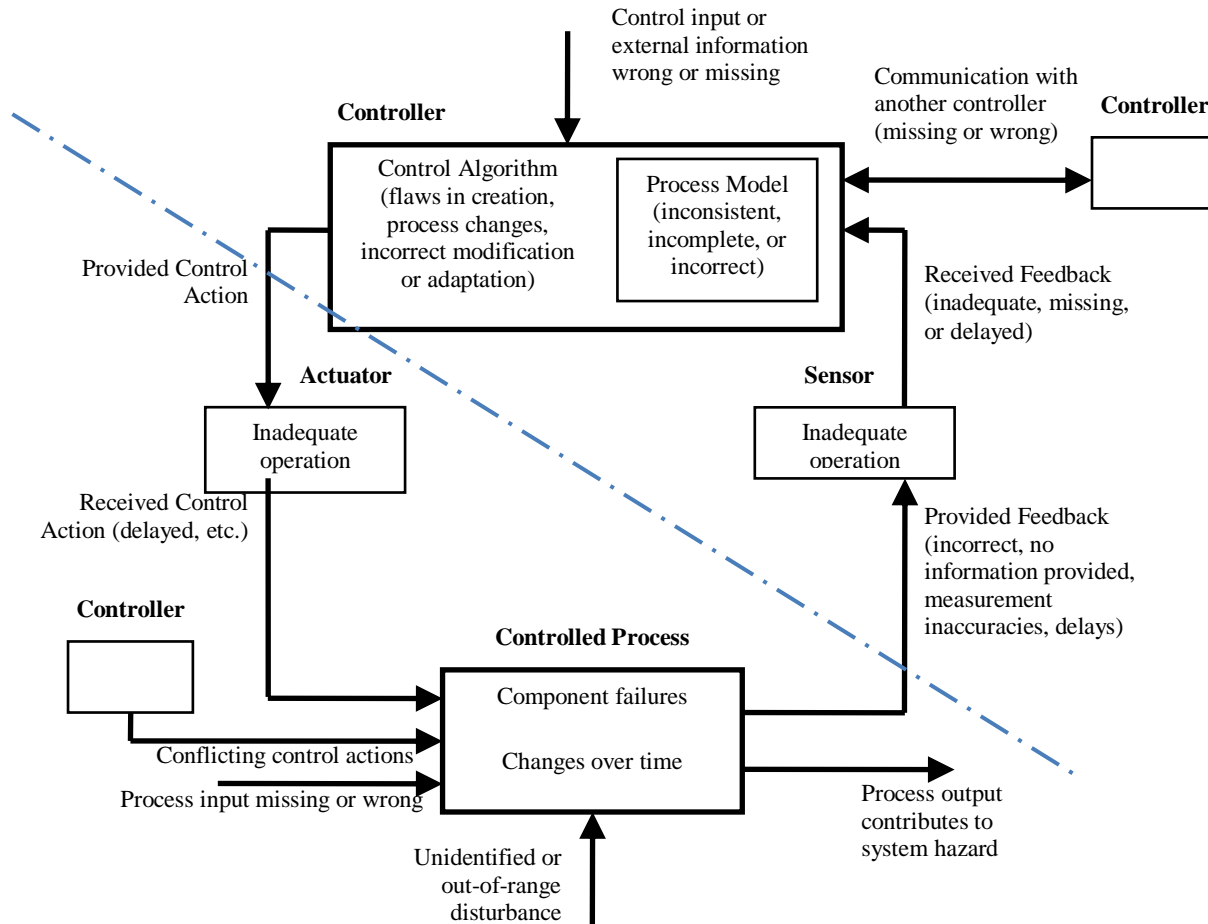 Control input or
external information
wrong or missing
Communication with
another controller
(missing or wrong)
Controller
Controller
Control Algorithm
(flaws in creation,
process changes,
incorrect modification
or adaptation)
Process Model
(inconsistent,
incomplete, or
incorrect)
Provided Control
Action
Received Feedback
(inadequate, missing,
or delayed)
Actuator
Sensor
Inadequate
operation
Inadequate
operation
Received Control
Action (delayed, etc.)
Provided Feedback
(incorrect, no
information provided,
measurement
inaccuracies, delays)
Controller
Controlled Process
Component failures
Changes over time
Conflicting control actions
Process input missing or wrong
Process output
contributes to
system hazard
Unidentified or
out-of-range
disturbance